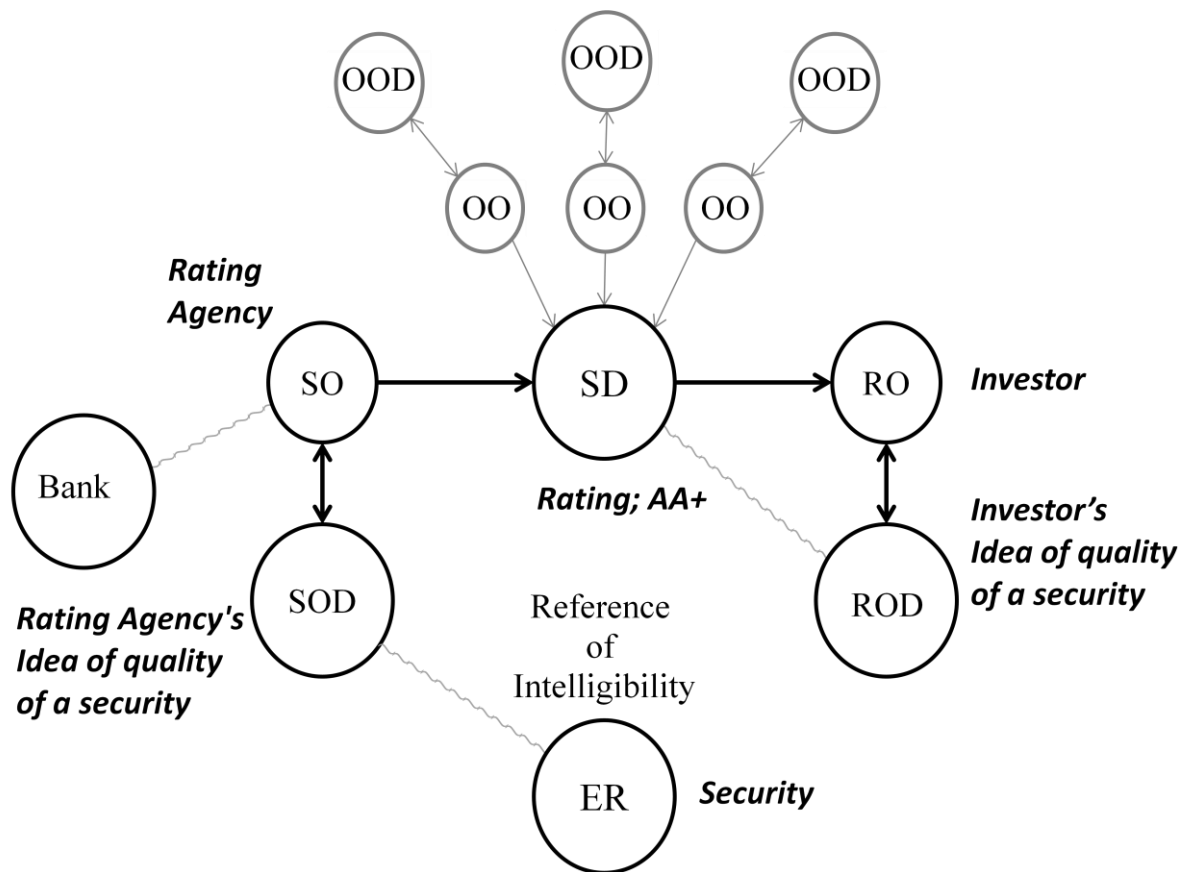 OOD
OOD
OOD
OO
OO
OO
Rating
Agency
SO
SD
RO
Investor
Bank
Rating; AA+
Investor’s
Idea of quality
of a security
SOD
ROD
Rating Agency's
Idea of quality
of a security
Reference
of
Intelligibility
ER
Security